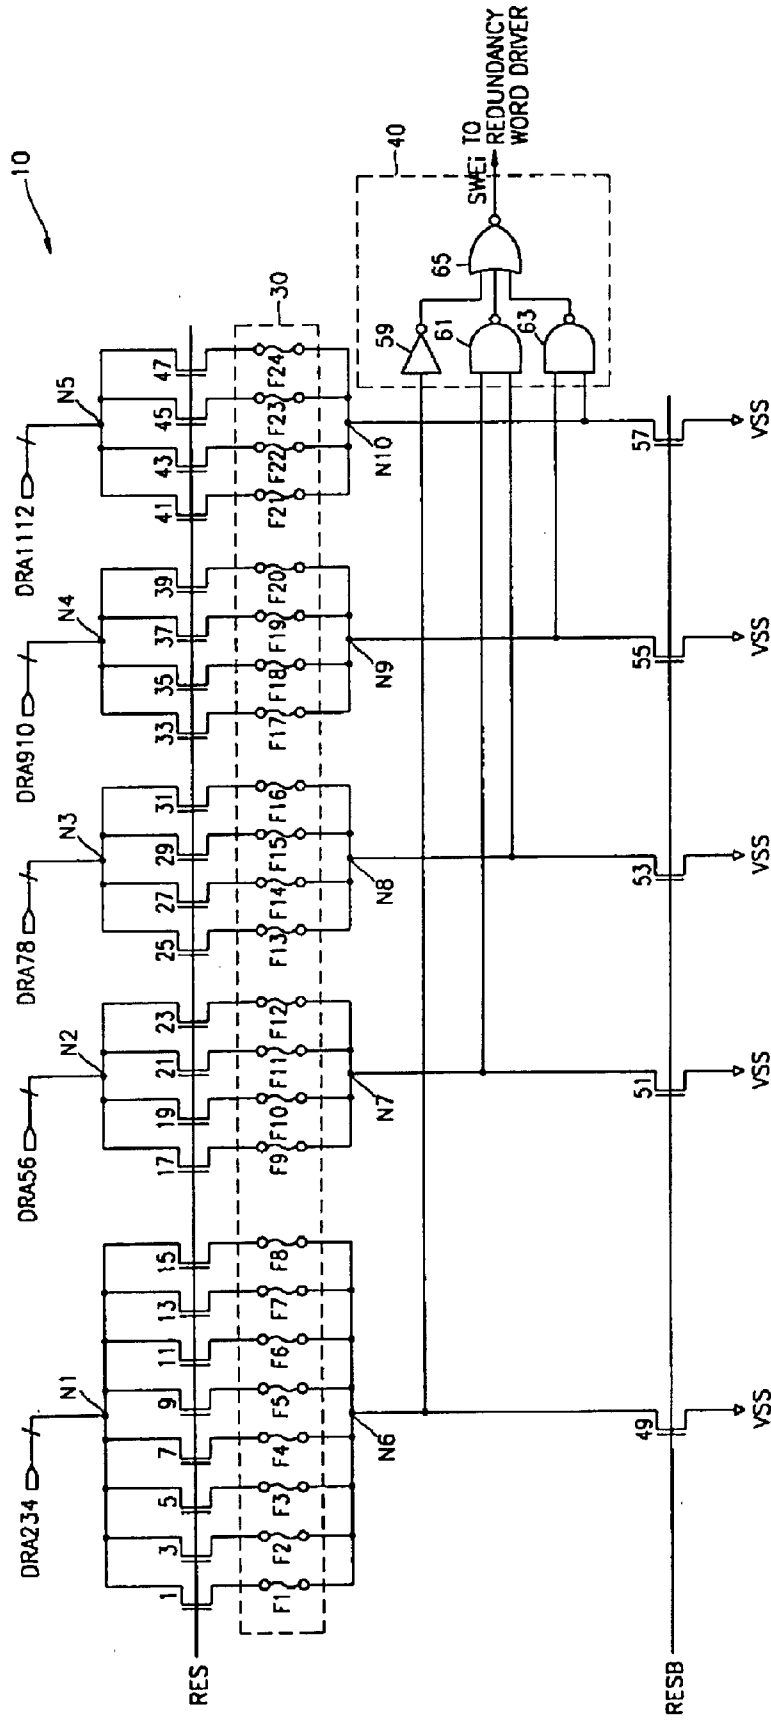 10
DRA234
DRA56
DRA78
DRA910
DRA1112
N1
N2
N3
N4
N5
1 3 5 7 9 11 13 15 17 19 21 23 25 27 29 31 33 35 37 39 41 43 45 47
RES
30
F1 F2 F3 F4 F5 F6 F7 F8 F9 F10 F11 F12 F13 F14 F15 F16 F17 F18 F19 F20 F21 F22 F23 F24
N6
N7
N8
N9
N10
40
59
61
63
65
SWEi TO
REDUNDANCY
WORD DRIVER
RESB
49 51 53 55 57
VSS VSS VSS VSS VSS